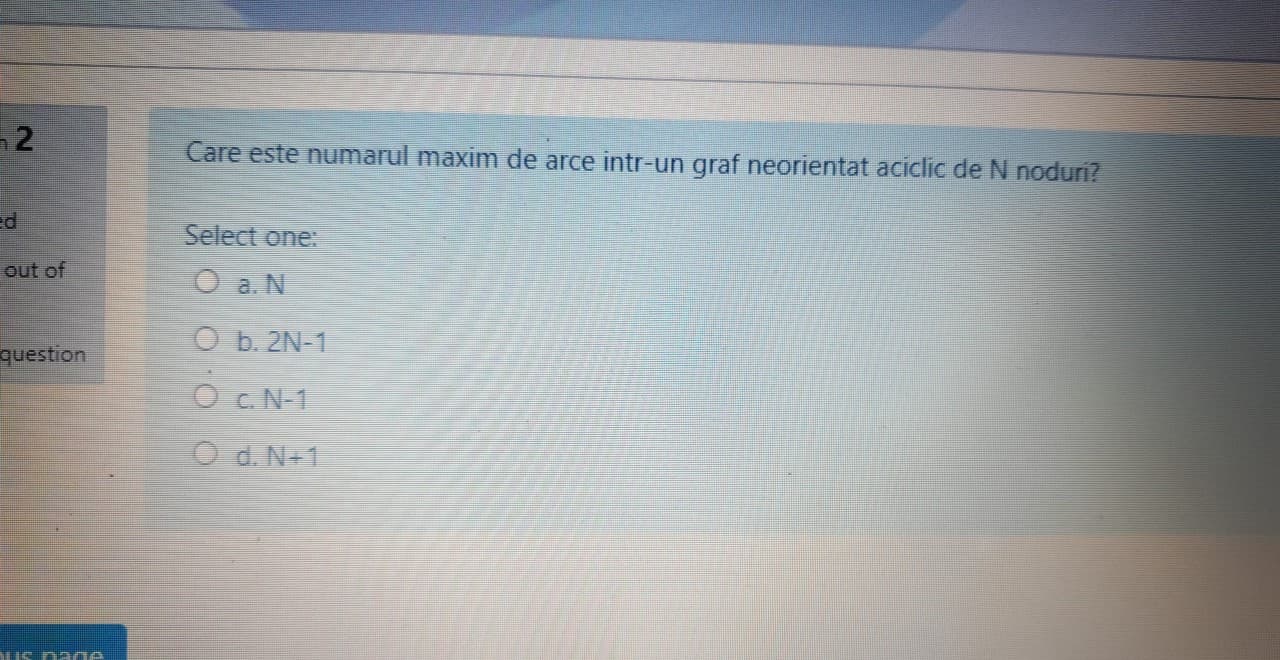 2
Care este numarul maxim de arce intr-un graf neorientat aciclic de N noduri?
ed
Select one:
out of
a. N
b. 2N-1
question
c. N-1
d. N+1
ous page